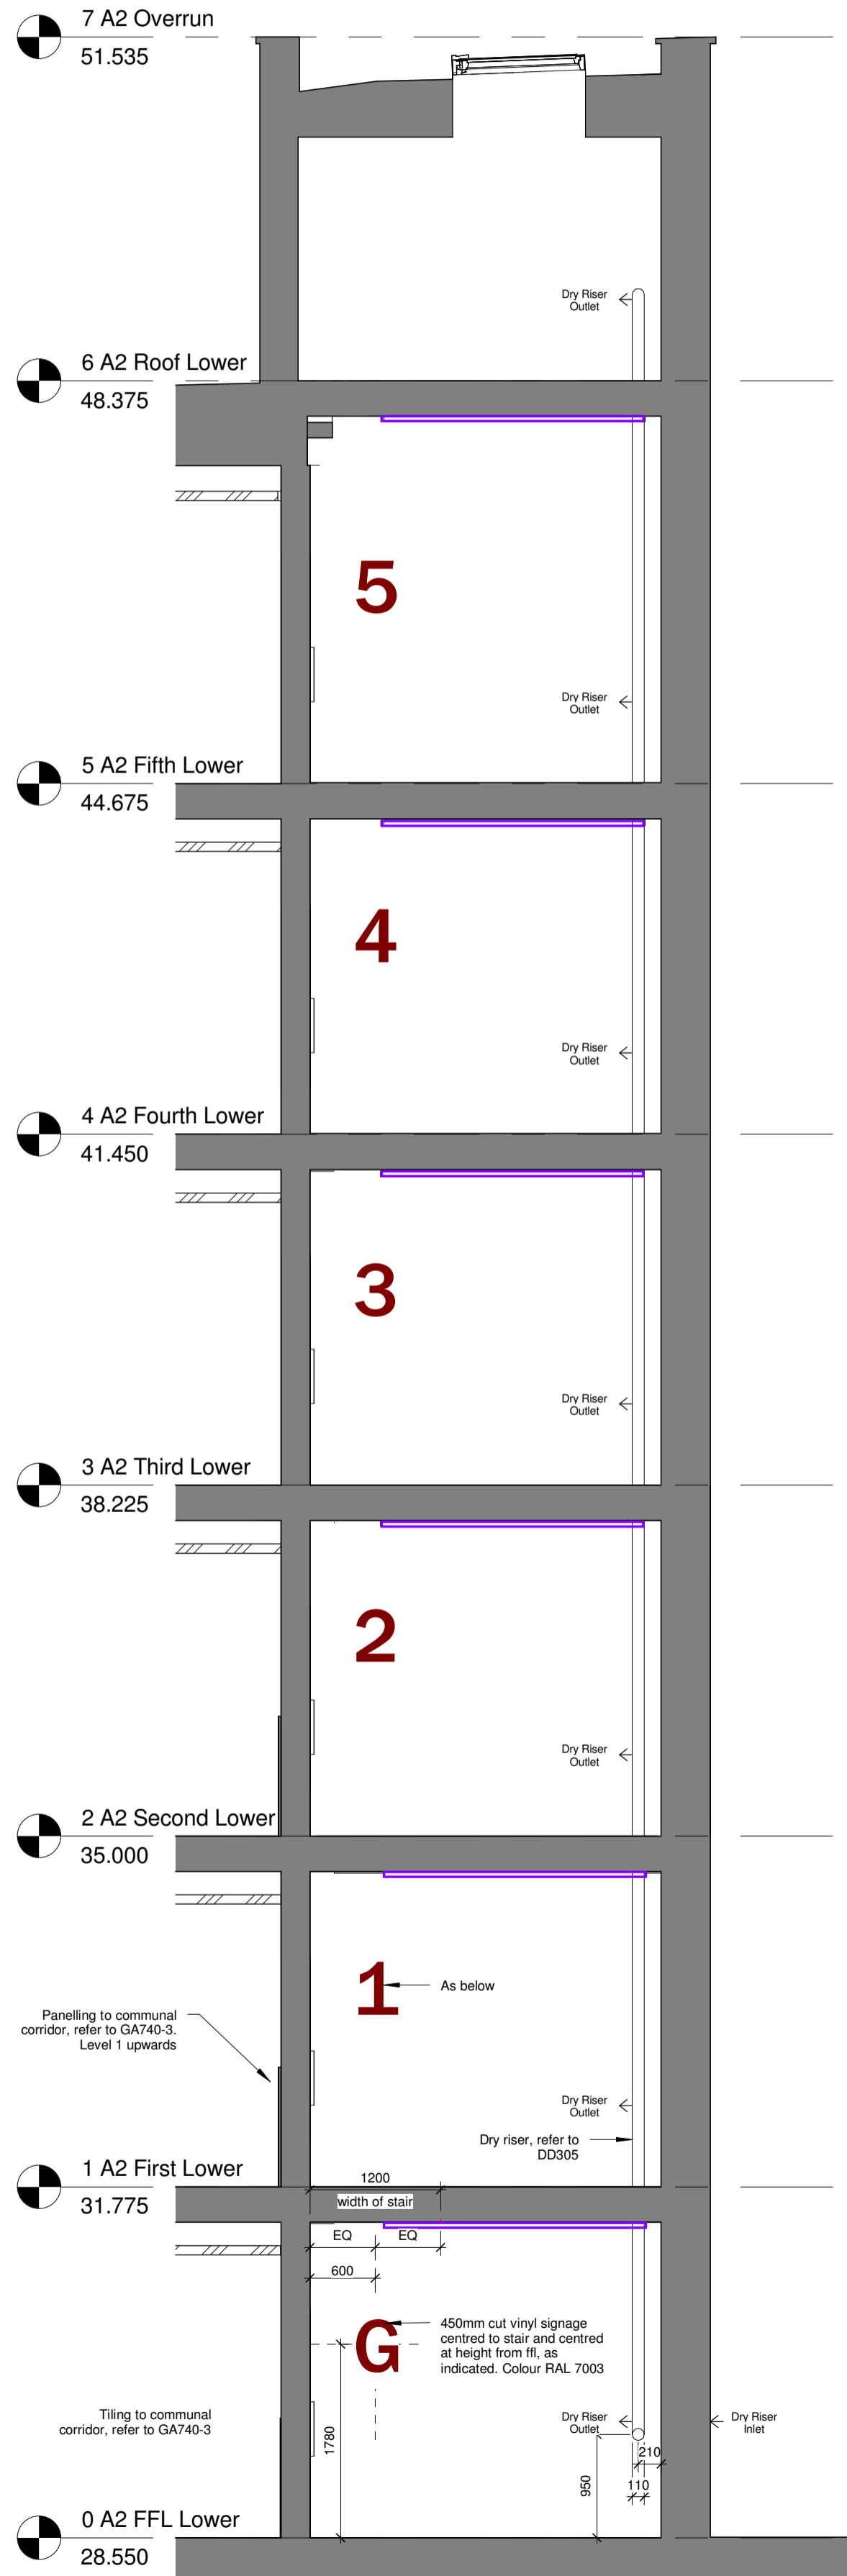 7 A2 Overrun
51.535
Dry Riser
Outlet
6 A2 Roof Lower
48.375
5
Dry Riser
Outlet
5 A2 Fifth Lower
44.675
4
Dry Riser
Outlet
4 A2 Fourth Lower
41.450
3
Dry Riser
Outlet
3 A2 Third Lower
38.225
2
Dry Riser
Outlet
2 A2 Second Lower
35.000
1
As below
Panelling to communal
corridor, refer to GA740-3.
Level 1 upwards
Dry Riser
Outlet
Dry riser, refer to
DD305
1 A2 First Lower
31.775
1200
width of stair
EQ
EQ
600
G
450mm cut vinyl signage
centred to stair and centred
at height from ffl, as
indicated. Colour RAL 7003
Tiling to communal
corridor, refer to GA740-3
1780
Dry Riser
Outlet
Dry Riser
Inlet
210
950
110
0 A2 FFL Lower
28.550